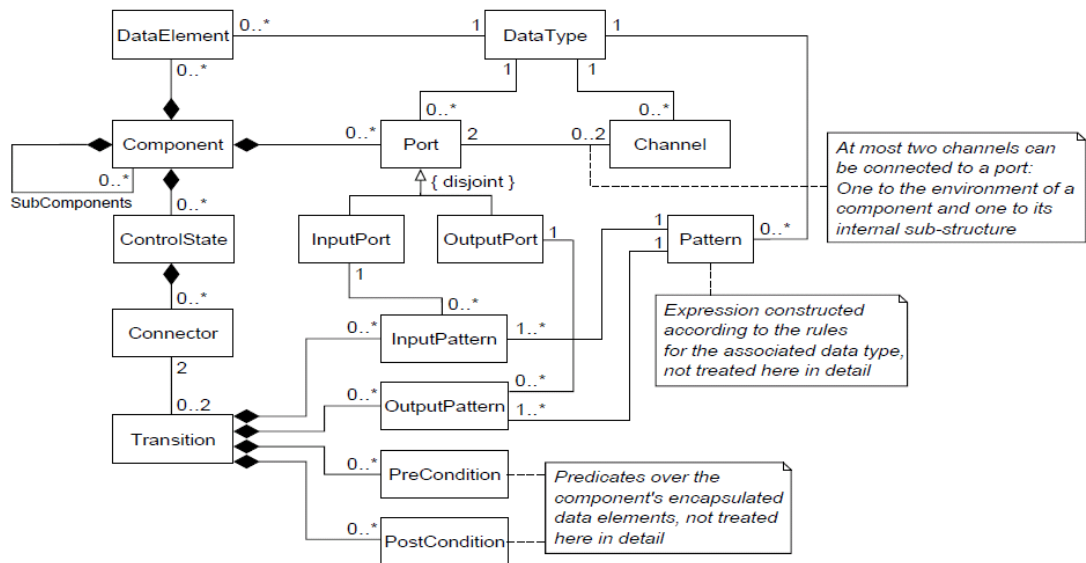 DataElement
0..*
1
DataType
1
0..*
1
1
0..*
0..*
Component
0..*
Port
2
0..2
Channel
At most two channels can
be connected to a port:
One to the environment of a
component and one to its
internal sub-structure
0..*
SubComponents
{ disjoint }
0..*
ControlState
InputPort
OutputPort
1
1
1
Pattern
0..*
1
0..*
0..*
Connector
0..*
InputPattern
1..*
Expression constructed
according to the rules
for the associated data type,
not treated here in detail
2
0..2
0..*
OutputPattern
0..*
1..*
Transition
0..*
PreCondition
Predicates over the
component's encapsulated
data elements, not treated
here in detail
0..*
PostCondition